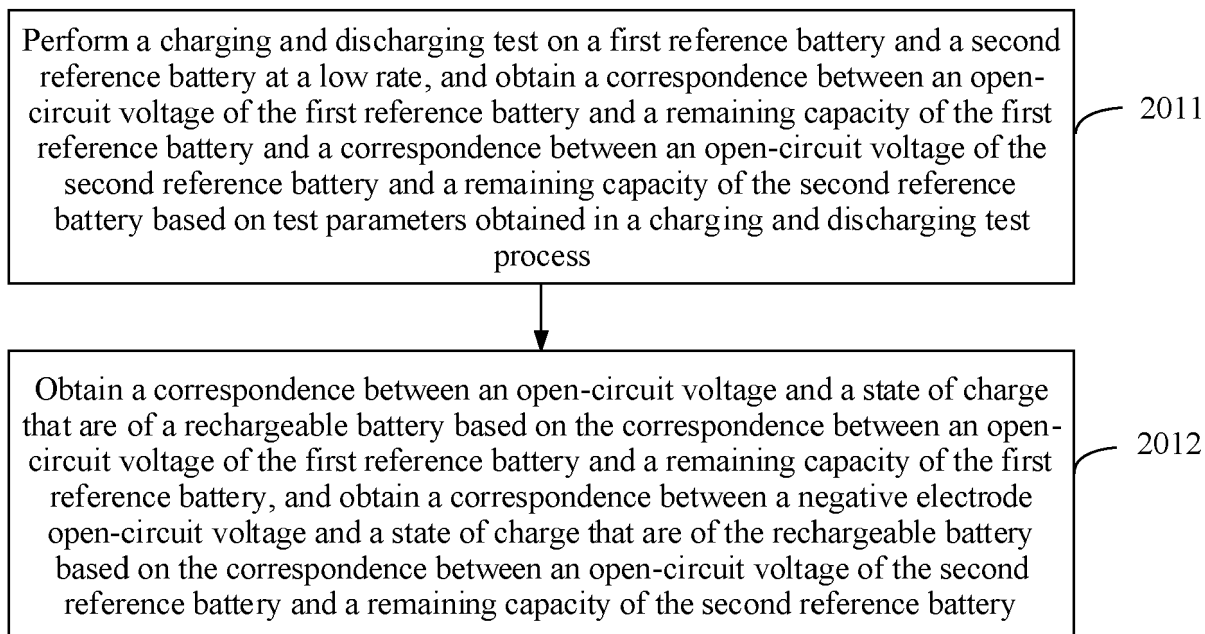 Perform a charging and discharging test on a first reference battery and a second
reference battery at a low rate, and obtain a correspondence between an open-
circuit voltage of the first reference battery and a remaining capacity of the first
reference battery and a correspondence between an open-circuit voltage of the
second reference battery and a remaining capacity of the second reference
battery based on test parameters obtained in a charging and discharging test
process
2011
Obtain a correspondence between an open-circuit voltage and a state of charge
that are of a rechargeable battery based on the correspondence between an open-
circuit voltage of the first reference battery and a remaining capacity of the first
reference battery, and obtain a correspondence between a negative electrode
open-circuit voltage and a state of charge that are of the rechargeable battery
based on the correspondence between an open-circuit voltage of the second
reference battery and a remaining capacity of the second reference battery
2012